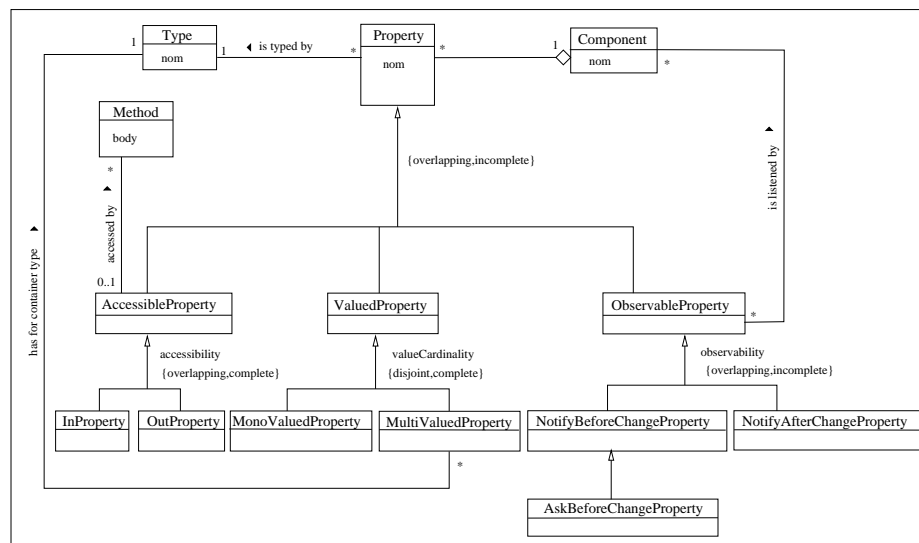 Type
nom
1
1
◀ is typed by
*
Property
nom
*
1
Component
nom
*
Method
body
*
accessed by ▶
0..1
{overlapping,incomplete}
is listened by ▶
has for container type ▶
AccessibleProperty
ValuedProperty
ObservableProperty
*
accessibility
{overlapping,complete}
valueCardinality
{disjoint,complete}
observability
{overlapping,incomplete}
InProperty
OutProperty
MonoValuedProperty
MultiValuedProperty
NotifyBeforeChangeProperty
NotifyAfterChangeProperty
*
AskBeforeChangeProperty